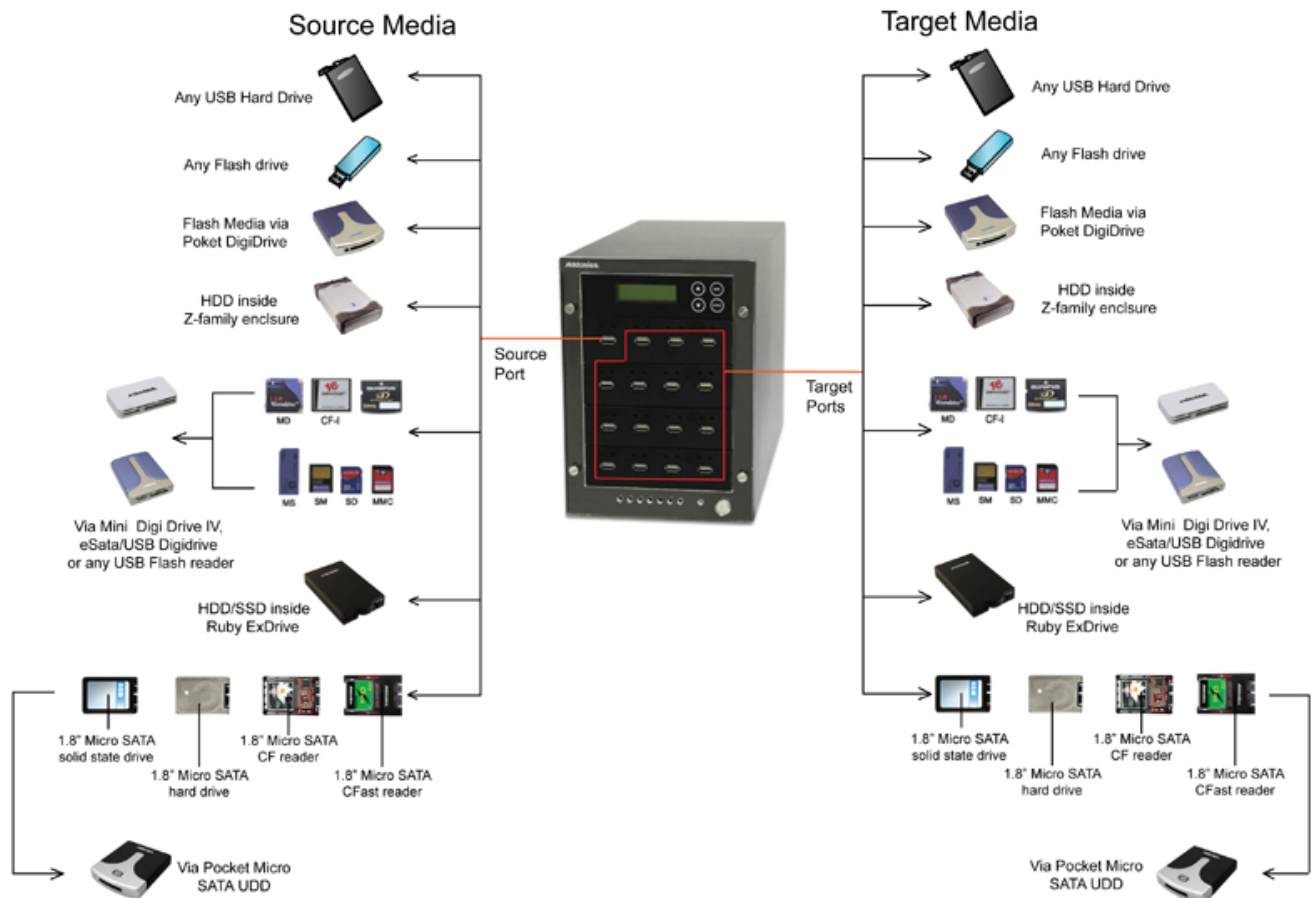 Source Media
Any USB Hard Drive
Any Flash drive
Flash Media via
Poket DigiDrive
HDD inside
Z-family enclsure
MD
CF-I
MS
SM
SD
MMC
Via Mini Digi Drive IV,
eSata/USB Digidrive
or any USB Flash reader
HDD/SSD inside
Ruby ExDrive
1.8" Micro SATA
solid state drive
1.8" Micro SATA
hard drive
1.8" Micro SATA
CF reader
1.8" Micro SATA
CFast reader
Via Pocket Micro
SATA UDD
Addonics
Source
Port
Target
Ports
Target Media
Any USB Hard Drive
Any Flash drive
Flash Media via
Poket DigiDrive
HDD inside
Z-family enclsure
MD
CF-I
MS
SM
SD
MMC
Via Mini Digi Drive IV,
eSata/USB Digidrive
or any USB Flash reader
HDD/SSD inside
Ruby ExDrive
1.8" Micro SATA
solid state drive
1.8" Micro SATA
hard drive
1.8" Micro SATA
CF reader
1.8" Micro SATA
CFast reader
Via Pocket Micro
SATA UDD